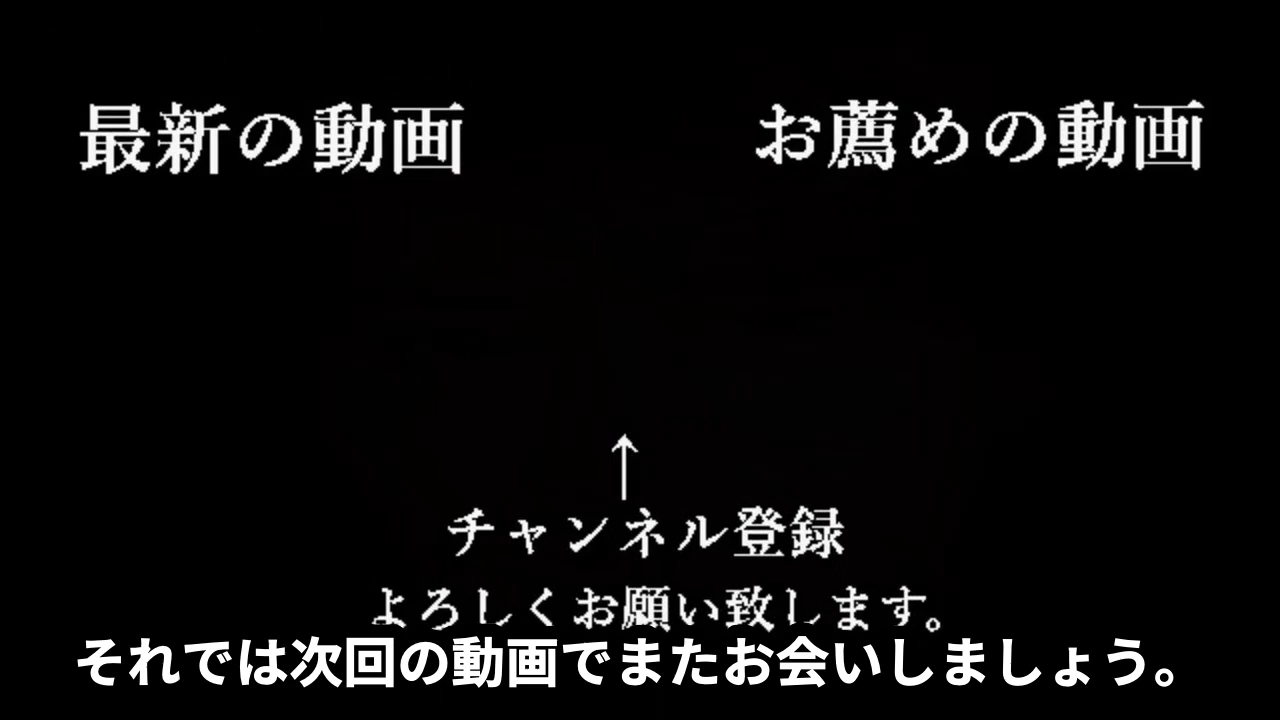 最新の動画
お薦めの動画
↑
チャンネル登録
よろしくお願い致します。
それでは次回の動画でまたお会いしましょう。